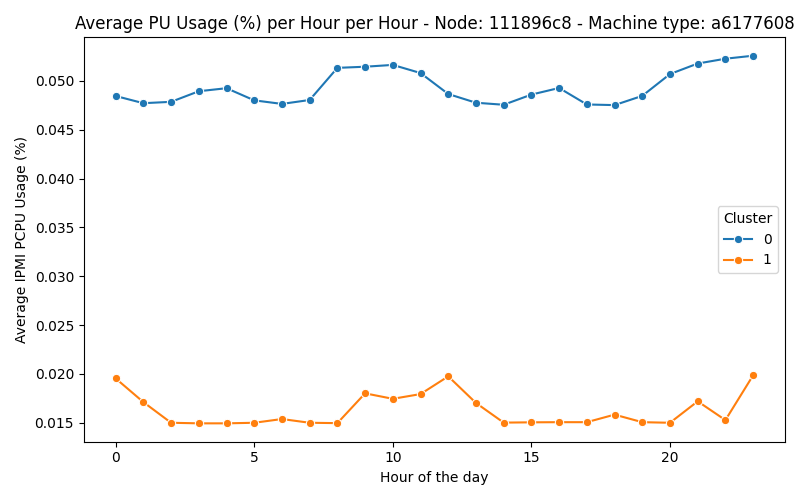 Average PU Usage (%) per Hour per Hour - Node: 111896c8 - Machine type: a6177608
Average IPMI PCPU Usage (%)
0.050
0.045
0.040
0.035
0.030
0.025
0.020
0.015
Cluster
0
1
0 5 10 15 20
Hour of the day